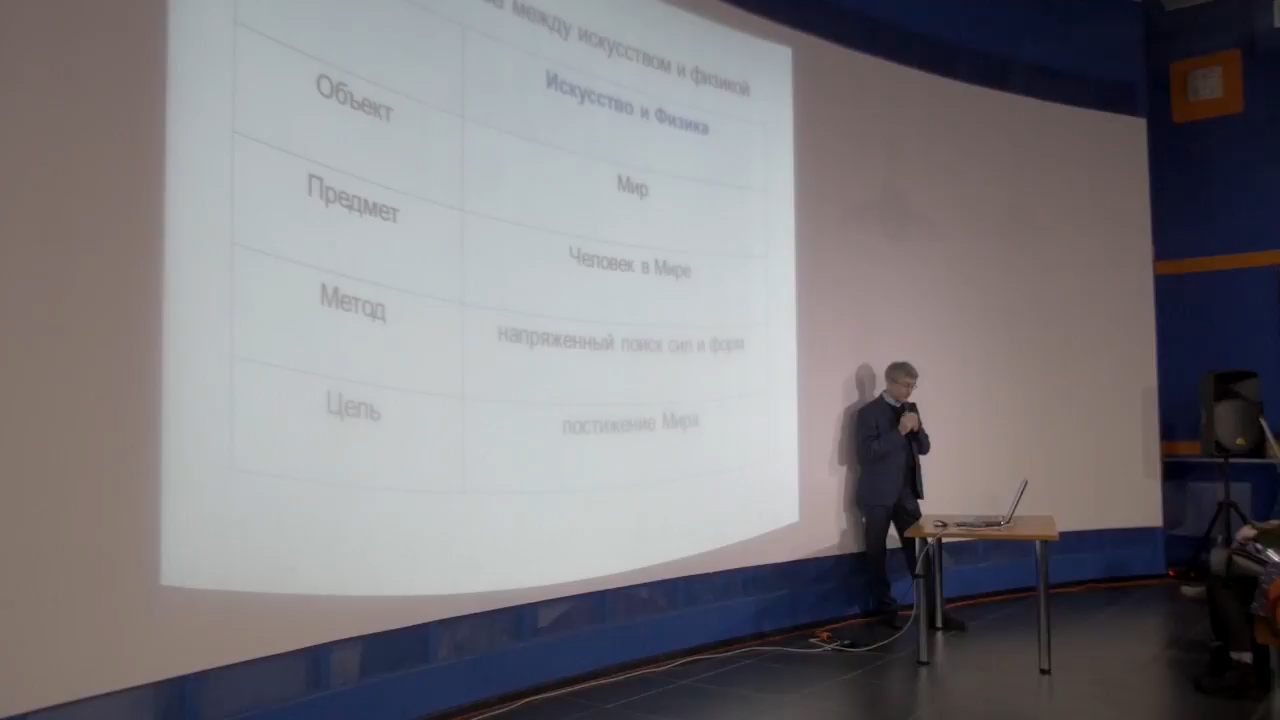 между искусством и физикой
Искусство и Физика
Объект
Мир
Предмет
Человек в Мире
Метод
напряженный поиск сил и форм
Цель
постижение Мира